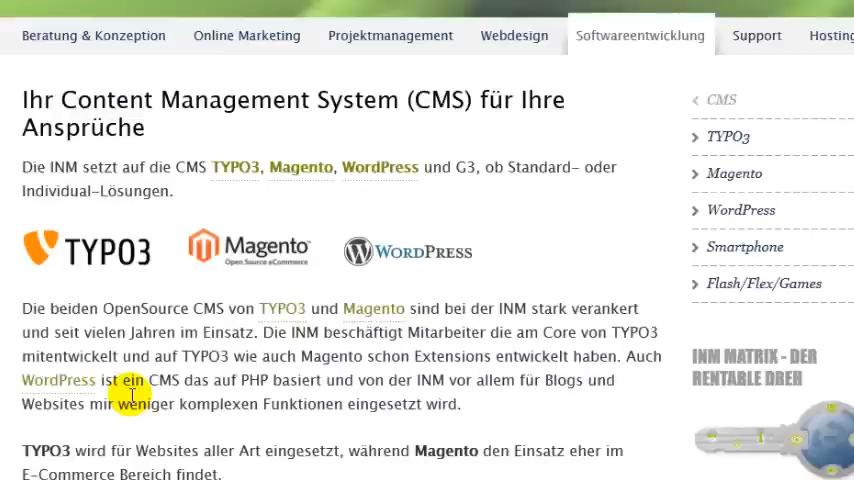 Beratung & Konzeption Online Marketing Projektmanagement Webdesign Softwareentwicklung Support Hosting
Ihr Content Management System (CMS) für Ihre
Ansprüche
Die INM setzt auf die CMS TYPO3, Magento, WordPress und G3, ob Standard- oder
Individual-Lösungen.
TYPO3 Magento Open Source eCommerce WORDPRESS
Die beiden OpenSource CMS von TYPO3 und Magento sind bei der INM stark verankert
und seit vielen Jahren im Einsatz. Die INM beschäftigt Mitarbeiter die am Core von TYPO3
mitentwickelt und auf TYPO3 wie auch Magento schon Extensions entwickelt haben. Auch
WordPress ist ein CMS das auf PHP basiert und von der INM vor allem für Blogs und
Websites mir weniger komplexen Funktionen eingesetzt wird.
TYPO3 wird für Websites aller Art eingesetzt, während Magento den Einsatz eher im
E-Commerce Bereich findet.
CMS
TYPO3
Magento
WordPress
Smartphone
Flash/Flex/Games
INM MATRIX - DER
RENTABLE DREH